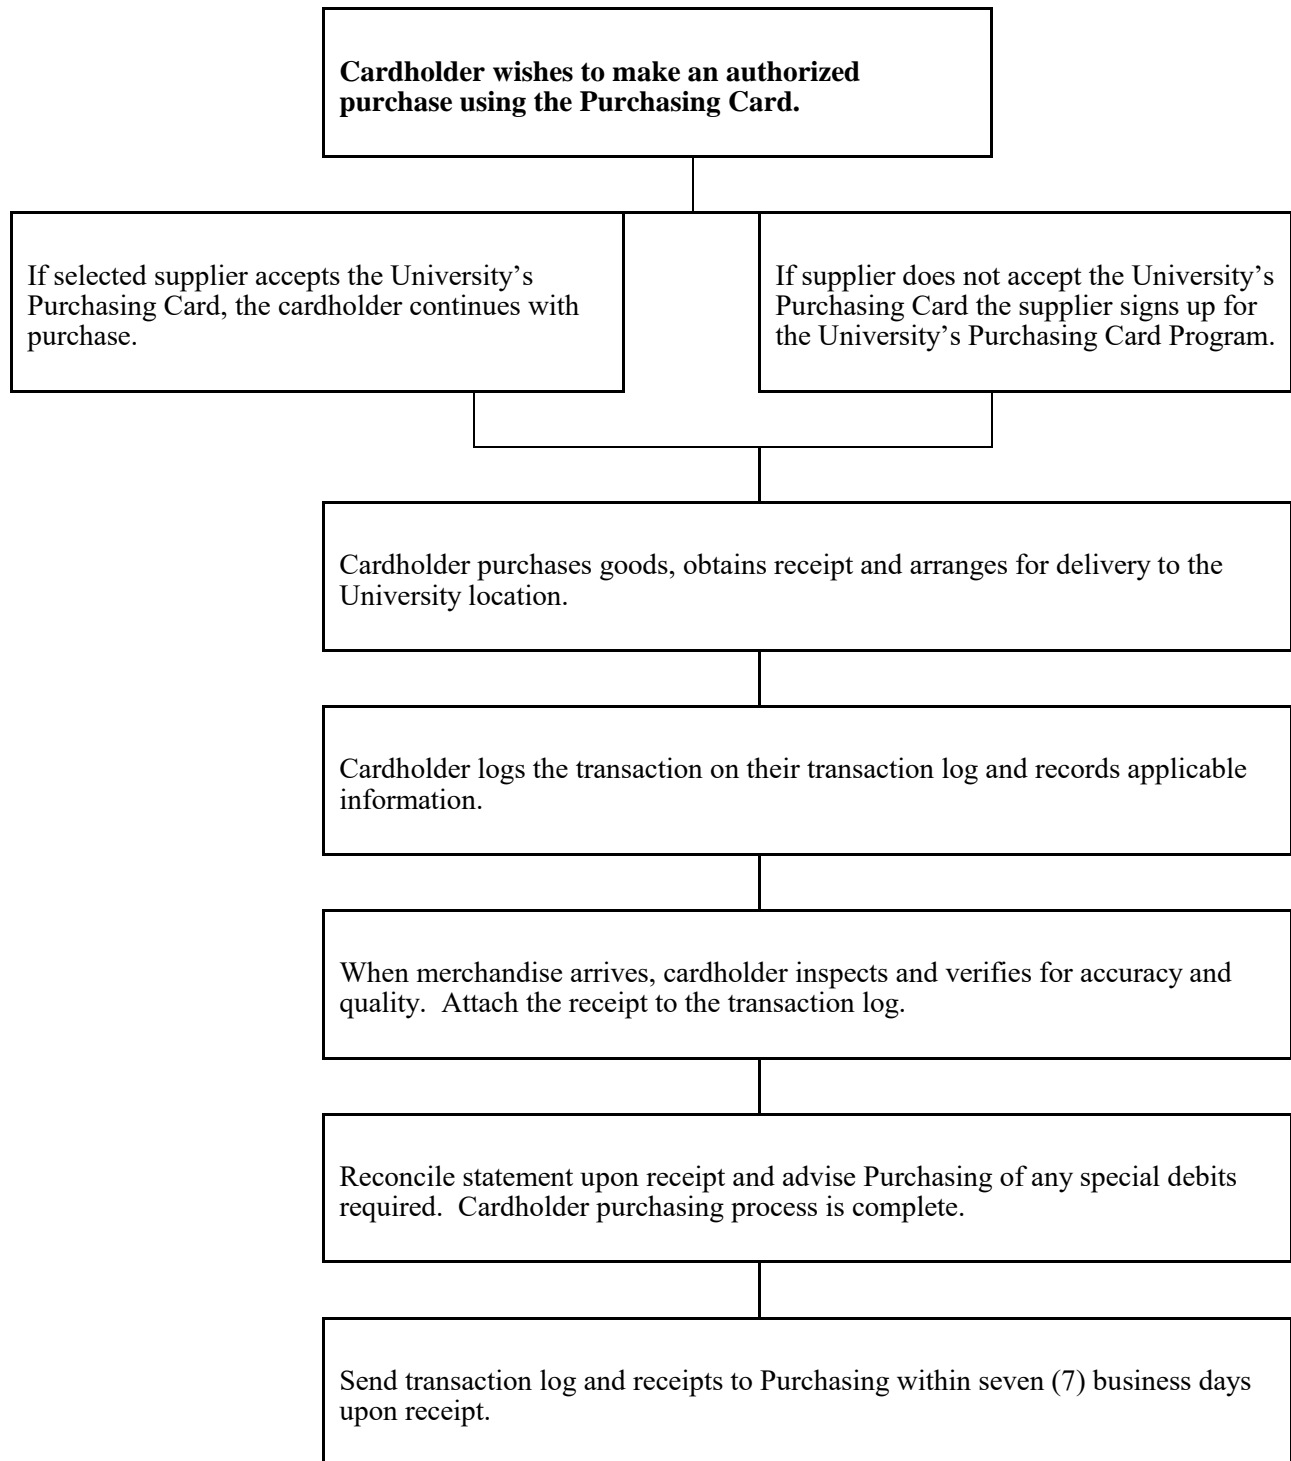 Cardholder wishes to make an authorized
purchase using the Purchasing Card.
If selected supplier accepts the University’s
Purchasing Card, the cardholder continues with
purchase.
If supplier does not accept the University’s
Purchasing Card the supplier signs up for
the University’s Purchasing Card Program.
Cardholder purchases goods, obtains receipt and arranges for delivery to the
University location.
Cardholder logs the transaction on their transaction log and records applicable
information.
When merchandise arrives, cardholder inspects and verifies for accuracy and
quality.  Attach the receipt to the transaction log.
Reconcile statement upon receipt and advise Purchasing of any special debits
required.  Cardholder purchasing process is complete.
Send transaction log and receipts to Purchasing within seven (7) business days
upon receipt.